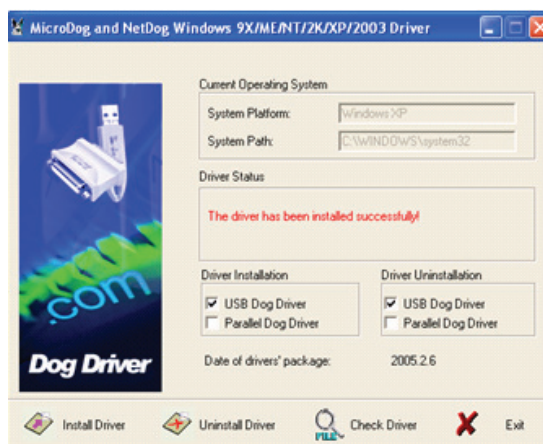 MicroDog and NetDog Windows 9X/ME/NT/2K/XP/2003 Driver
Current Operating System
System Platform: Windows XP
System Path: C:\WINDOWS\system32
Driver Status
The driver has been installed successfully!
Driver Installation
Driver Uninstallation
USB Dog Driver
USB Dog Driver
Parallel Dog Driver
Parallel Dog Driver
.com
Dog Driver
Date of drivers' package: 2005.2.6
Install Driver
Uninstall Driver
FILE
Check Driver
Exit